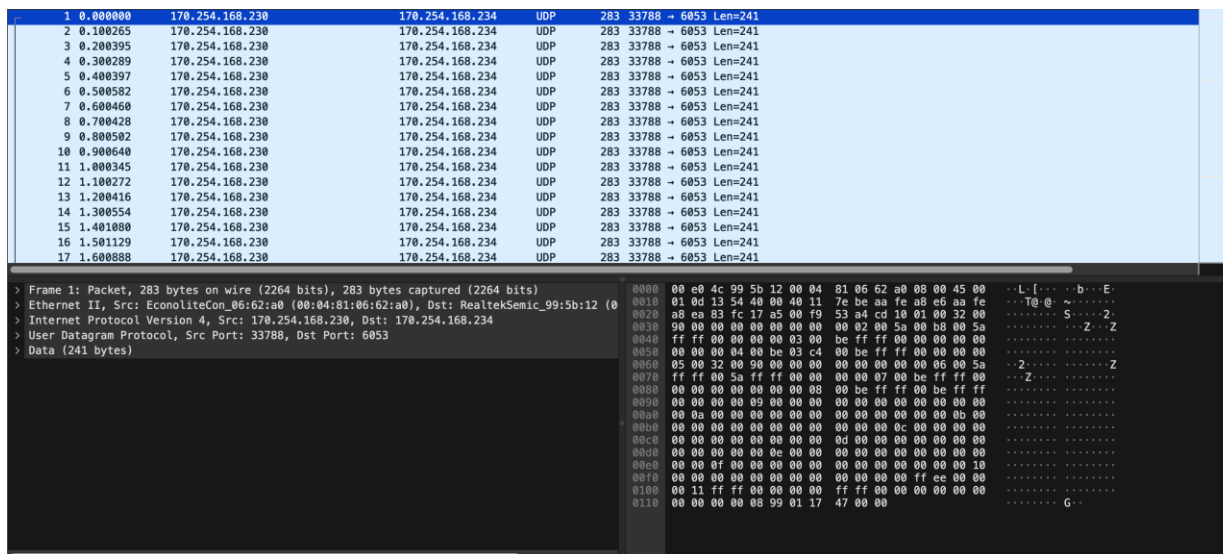 1 0.000000 170.254.168.230 170.254.168.234 UDP 283 33788 → 6053 Len=241
2 0.100265 170.254.168.230 170.254.168.234 UDP 283 33788 → 6053 Len=241
3 0.200395 170.254.168.230 170.254.168.234 UDP 283 33788 → 6053 Len=241
4 0.300289 170.254.168.230 170.254.168.234 UDP 283 33788 → 6053 Len=241
5 0.400397 170.254.168.230 170.254.168.234 UDP 283 33788 → 6053 Len=241
6 0.500582 170.254.168.230 170.254.168.234 UDP 283 33788 → 6053 Len=241
7 0.600460 170.254.168.230 170.254.168.234 UDP 283 33788 → 6053 Len=241
8 0.700428 170.254.168.230 170.254.168.234 UDP 283 33788 → 6053 Len=241
9 0.800502 170.254.168.230 170.254.168.234 UDP 283 33788 → 6053 Len=241
10 0.900640 170.254.168.230 170.254.168.234 UDP 283 33788 → 6053 Len=241
11 1.000345 170.254.168.230 170.254.168.234 UDP 283 33788 → 6053 Len=241
12 1.100272 170.254.168.230 170.254.168.234 UDP 283 33788 → 6053 Len=241
13 1.200416 170.254.168.230 170.254.168.234 UDP 283 33788 → 6053 Len=241
14 1.300554 170.254.168.230 170.254.168.234 UDP 283 33788 → 6053 Len=241
15 1.401080 170.254.168.230 170.254.168.234 UDP 283 33788 → 6053 Len=241
16 1.501129 170.254.168.230 170.254.168.234 UDP 283 33788 → 6053 Len=241
17 1.600888 170.254.168.230 170.254.168.234 UDP 283 33788 → 6053 Len=241
> Frame 1: Packet, 283 bytes on wire (2264 bits), 283 bytes captured (2264 bits)
> Ethernet II, Src: EconoliteCon_06:62:a0 (00:04:81:06:62:a0), Dst: RealtekSemic_99:5b:12 (0
> Internet Protocol Version 4, Src: 170.254.168.230, Dst: 170.254.168.234
> User Datagram Protocol, Src Port: 33788, Dst Port: 6053
> Data (241 bytes)
0000 00 e0 4c 99 5b 12 00 04 81 06 62 a0 08 00 45 00 ··L·[··· ··b···E·
0010 01 0d 13 54 40 00 40 11 7e be aa fe a8 e6 aa fe ···T@·@· ~·······
0020 a8 ea 83 fc 17 a5 00 f9 53 a4 cd 10 01 00 32 00 ········ S·····2·
0030 90 00 00 00 00 00 00 00 00 02 00 5a 00 b8 00 5a ········ ···Z···Z
0040 ff ff 00 00 00 00 03 00 be ff ff 00 00 00 00 00 ········ ········
0050 00 00 00 04 00 be 03 c4 00 be ff ff 00 00 00 00 ········ ········
0060 05 00 32 00 90 00 00 00 00 00 00 00 00 06 00 5a ··2····· ·······Z
0070 ff ff 00 5a ff ff 00 00 00 00 07 00 be ff ff 00 ···Z···· ········
0080 00 00 00 00 00 00 00 08 00 be ff ff 00 be ff ff ········ ········
0090 00 00 00 00 09 00 00 00 00 00 00 00 00 00 00 00 ········ ········
00a0 00 0a 00 00 00 00 00 00 00 00 00 00 00 00 0b 00 ········ ········
00b0 00 00 00 00 00 00 00 00 00 00 00 0c 00 00 00 00 ········ ········
00c0 00 00 00 00 00 00 00 00 0d 00 00 00 00 00 00 00 ········ ········
00d0 00 00 00 00 00 0e 00 00 00 00 00 00 00 00 00 00 ········ ········
00e0 00 00 0f 00 00 00 00 00 00 00 00 00 00 00 00 10 ········ ········
00f0 00 00 00 00 00 00 00 00 00 00 00 00 ff ee 00 00 ········ ········
0100 00 11 ff ff 00 00 00 00 ff ff 00 00 00 00 00 00 ········ ········
0110 00 00 00 00 08 99 01 17 47 00 00 ········ G··